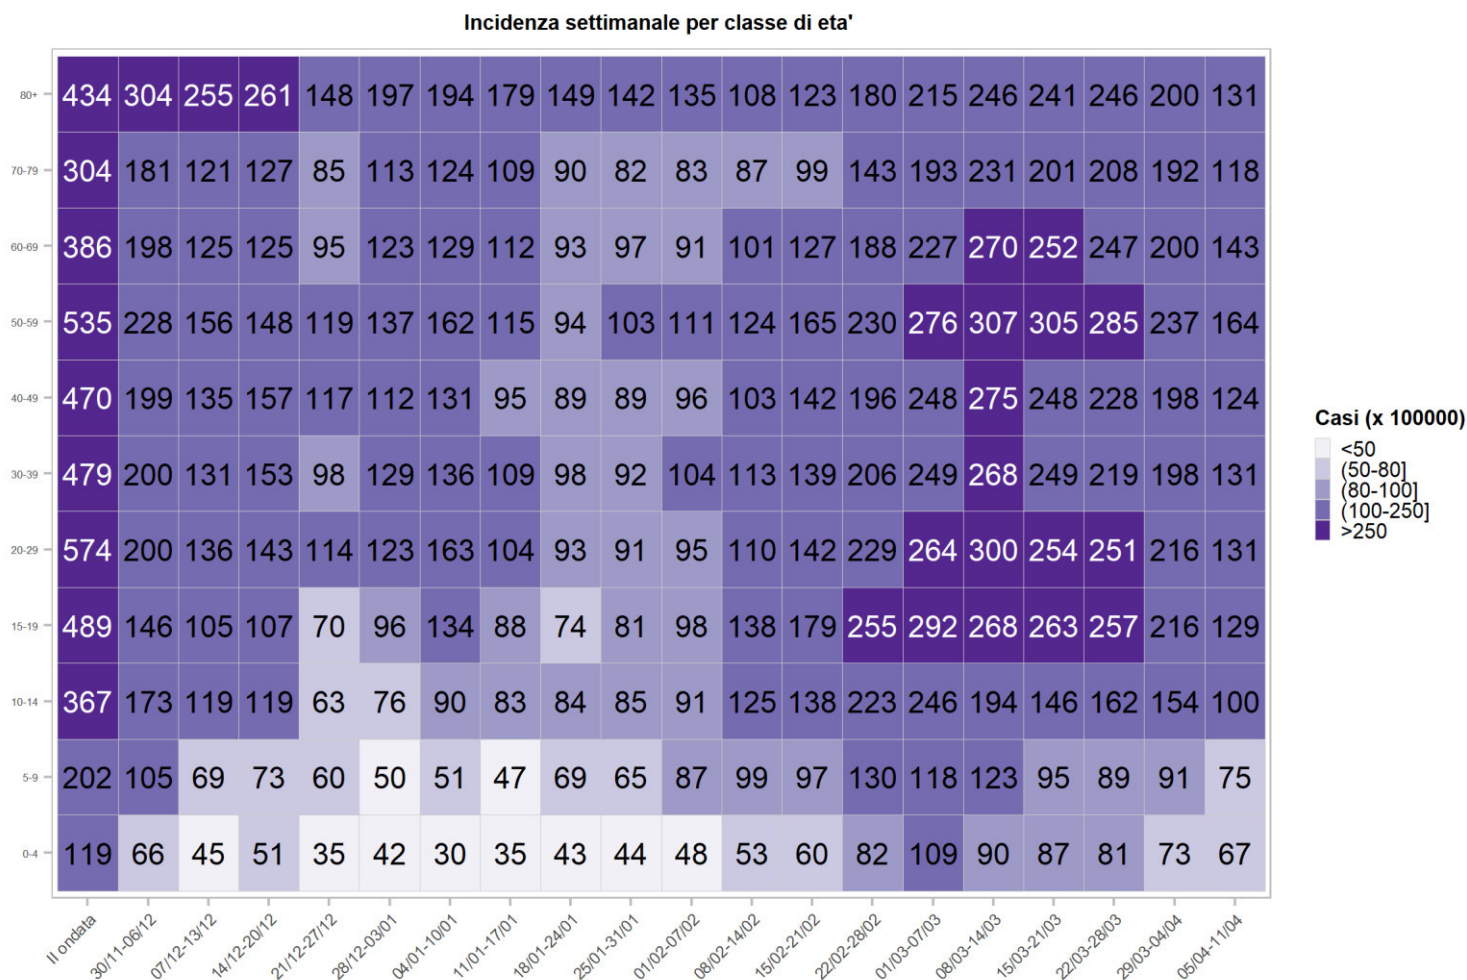 Incidenza settimanale per classe di eta'
80+ 434 304 255 261 148 197 194 179 149 142 135 108 123 180 215 246 241 246 200 131
70-79 304 181 121 127 85 113 124 109 90 82 83 87 99 143 193 231 201 208 192 118
60-69 386 198 125 125 95 123 129 112 93 97 91 101 127 188 227 270 252 247 200 143
50-59 535 228 156 148 119 137 162 115 94 103 111 124 165 230 276 307 305 285 237 164
40-49 470 199 135 157 117 112 131 95 89 89 96 103 142 196 248 275 248 228 198 124
30-39 479 200 131 153 98 129 136 109 98 92 104 113 139 206 249 268 249 219 198 131
20-29 574 200 136 143 114 123 163 104 93 91 95 110 142 229 264 300 254 251 216 131
15-19 489 146 105 107 70 96 134 88 74 81 98 138 179 255 292 268 263 257 216 129
10-14 367 173 119 119 63 76 90 83 84 85 91 125 138 223 246 194 146 162 154 100
5-9 202 105 69 73 60 50 51 47 69 65 87 99 97 130 118 123 95 89 91 75
0-4 119 66 45 51 35 42 30 35 43 44 48 53 60 82 109 90 87 81 73 67
II ondata 30/11-06/12 07/12-13/12 14/12-20/12 21/12-27/12 28/12-03/01 04/01-10/01 11/01-17/01 18/01-24/01 25/01-31/01 01/02-07/02 08/02-14/02 15/02-21/02 22/02-28/02 01/03-07/03 08/03-14/03 15/03-21/03 22/03-28/03 29/03-04/04 05/04-11/04
Casi (x 100000)
<50
(50-80]
(80-100]
(100-250]
>250